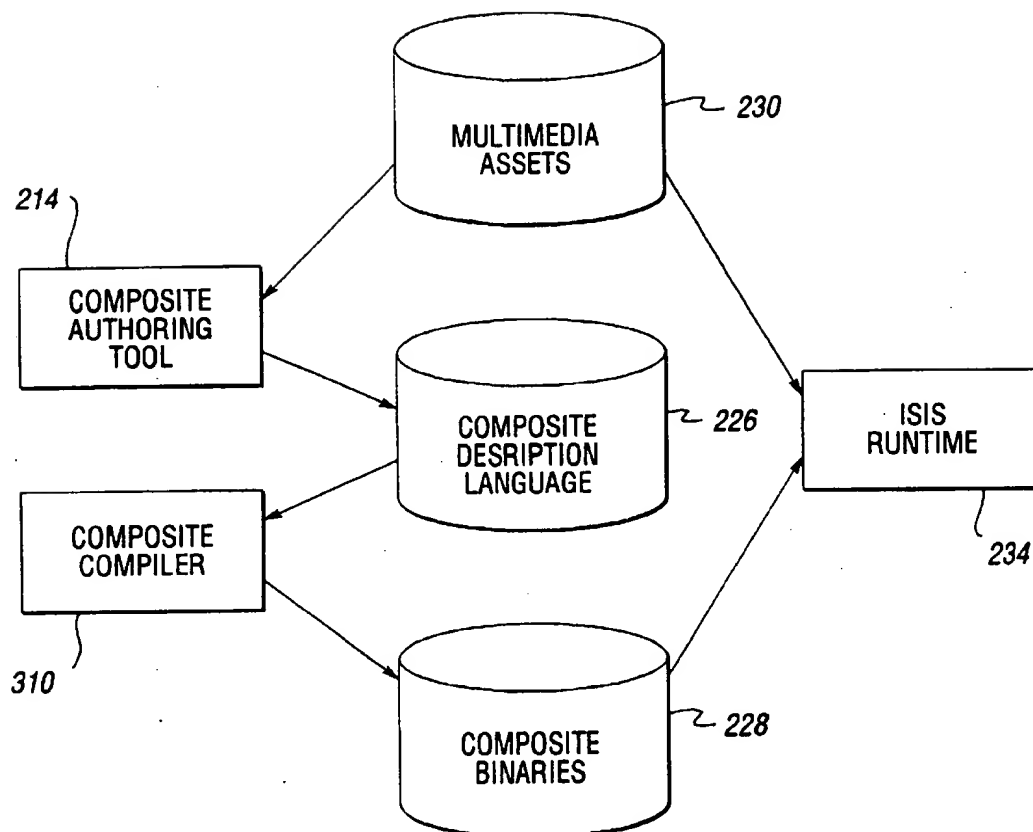 MULTIMEDIA
ASSETS
230
214
COMPOSITE
AUTHORING
TOOL
COMPOSITE
DESRIPTION
LANGUAGE
226
ISIS
RUNTIME
234
COMPOSITE
COMPILER
310
COMPOSITE
BINARIES
228